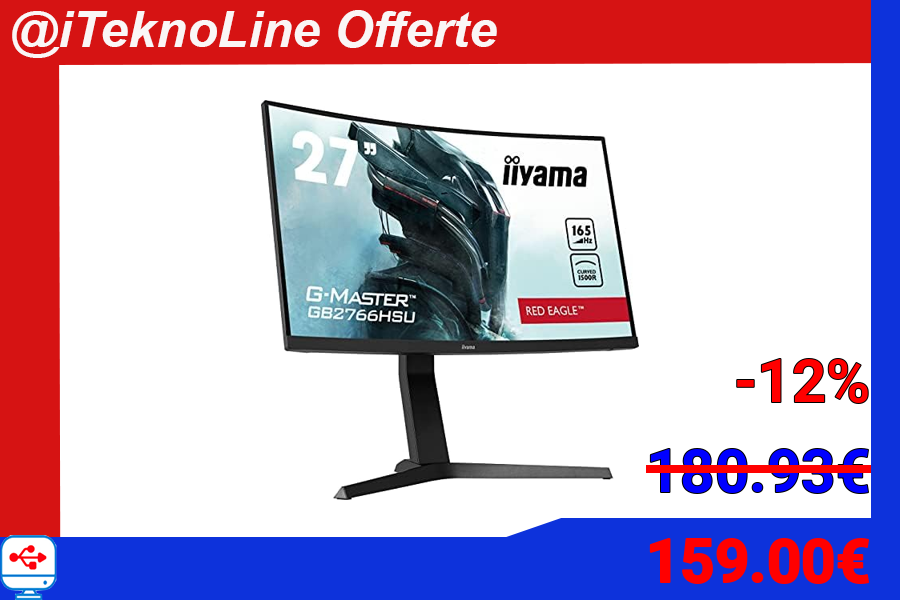 @iTeknoLine Offerte
27”
iiyama
165
Hz
CURVED
1500R
G-MASTER™
GB2766HSU
RED EAGLE™
iiyama
-12%
180.93€
159.00€